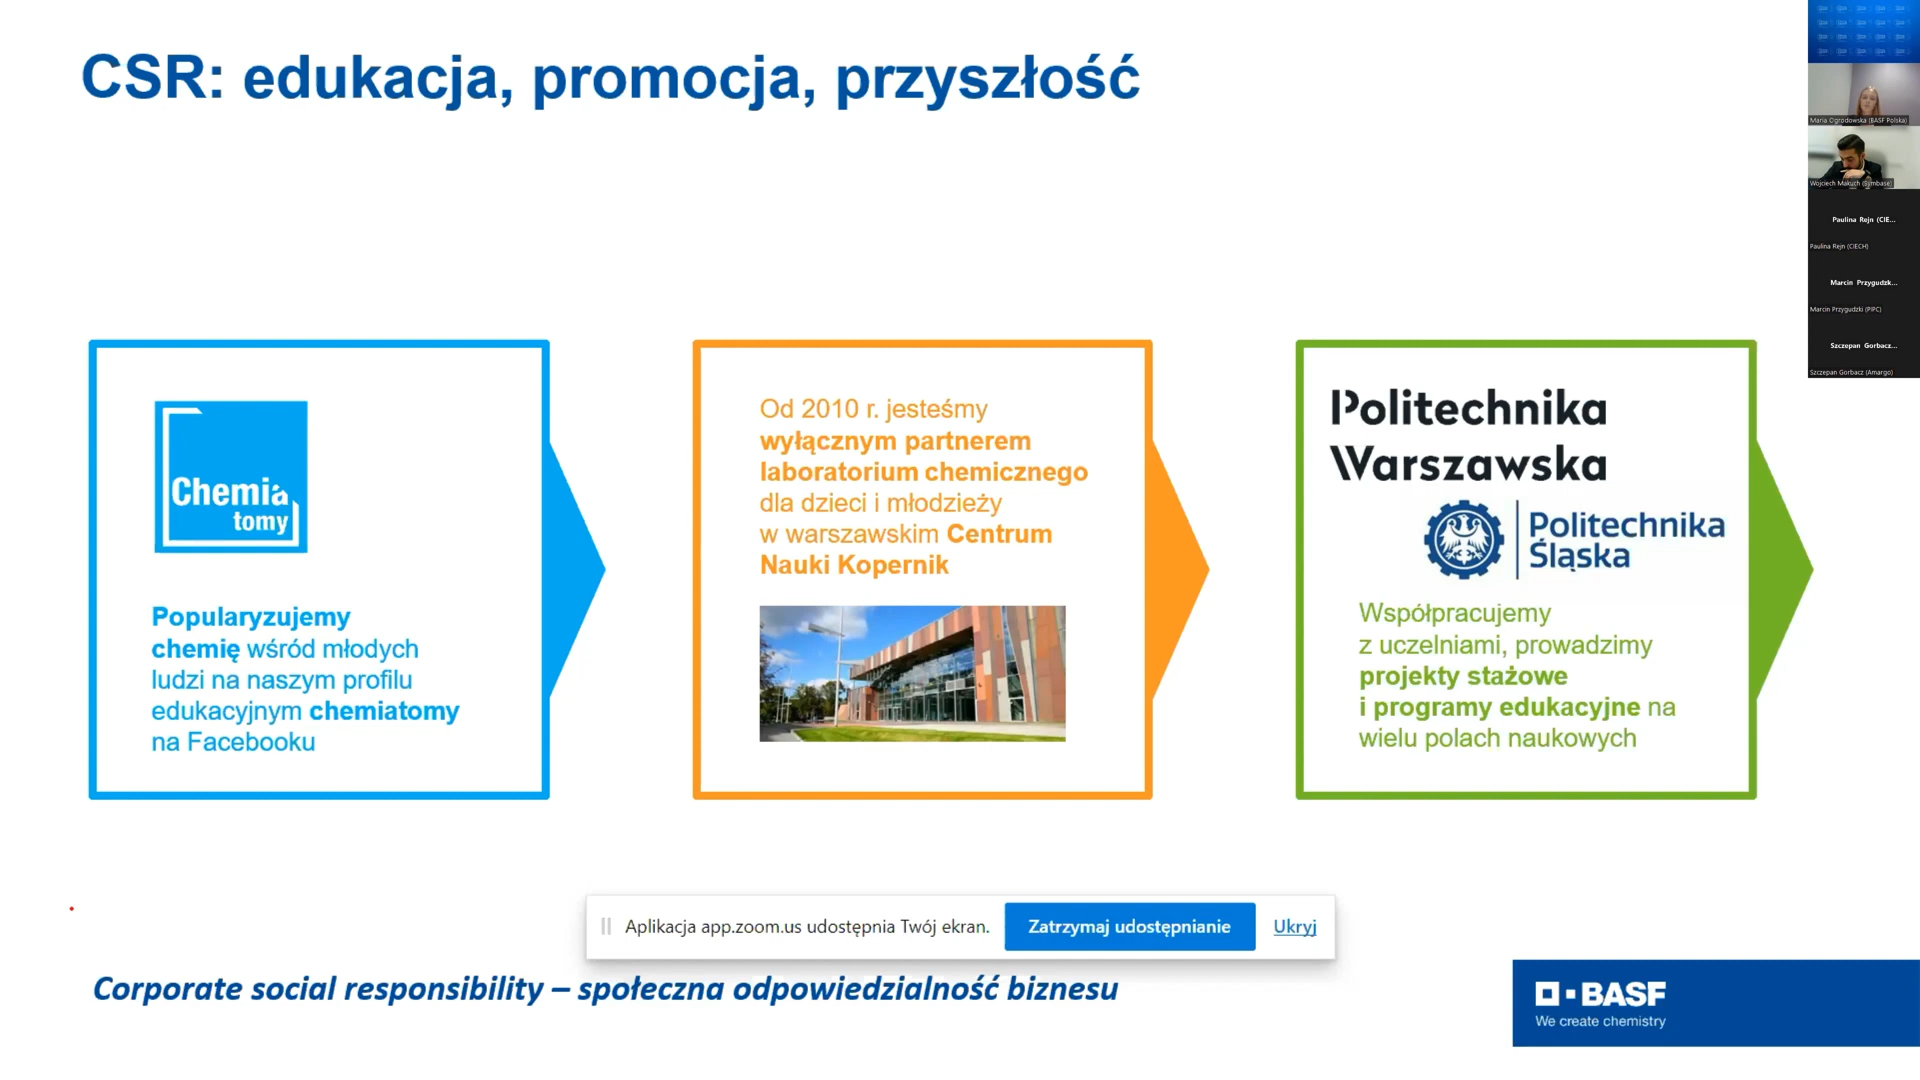 CSR: edukacja, promocja, przyszłość
Chemia
tomy
Popularyzujemy
chemię wśród młodych
ludzi na naszym profilu
edukacyjnym chemiatomy
na Facebooku
Od 2010 r. jesteśmy
wyłącznym partnerem
laboratorium chemicznego
dla dzieci i młodzieży
w warszawskim Centrum
Nauki Kopernik
Politechnika
Warszawska
Politechnika
Śląska
Współpracujemy
z uczelniami, prowadzimy
projekty stażowe
i programy edukacyjne na
wielu polach naukowych
Aplikacja app.zoom.us udostępnia Twój ekran.
Zatrzymaj udostępnianie
Ukryj
Corporate social responsibility – społeczna odpowiedzialność biznesu
BASF
We create chemistry
Maria Ogrodowska (BASF Polska)
Wojciech Makuch (Symbase)
Paulina Rejn (CIE...
Paulina Rejn (CIECH)
Marcin Przygudzk...
Marcin Przygudzki (PIPC)
Szczepan Gorbacz...
Szczepan Gorbacz (Amargo)